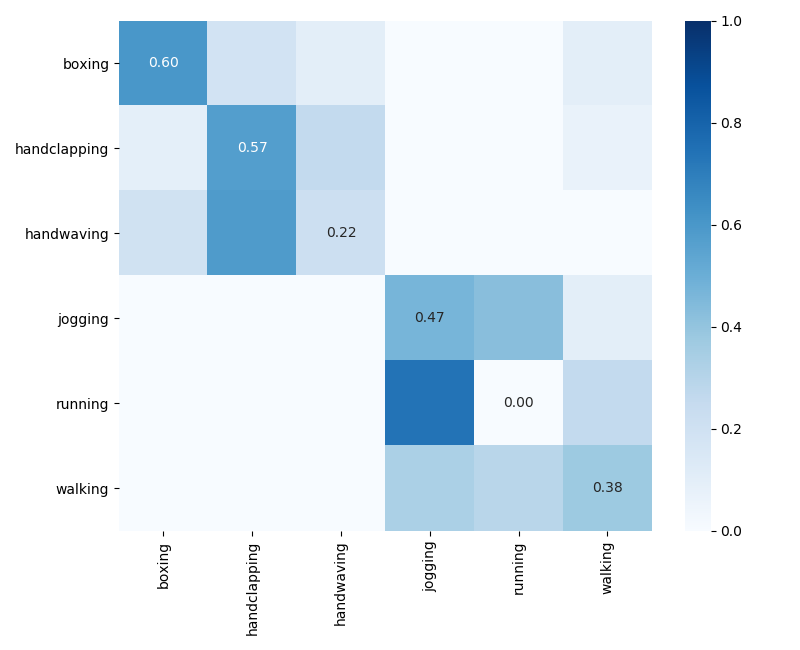 boxing
handclapping
handwaving
jogging
running
walking
0.60
0.57
0.22
0.47
0.00
0.38
boxing
handclapping
handwaving
jogging
running
walking
1.0
0.8
0.6
0.4
0.2
0.0